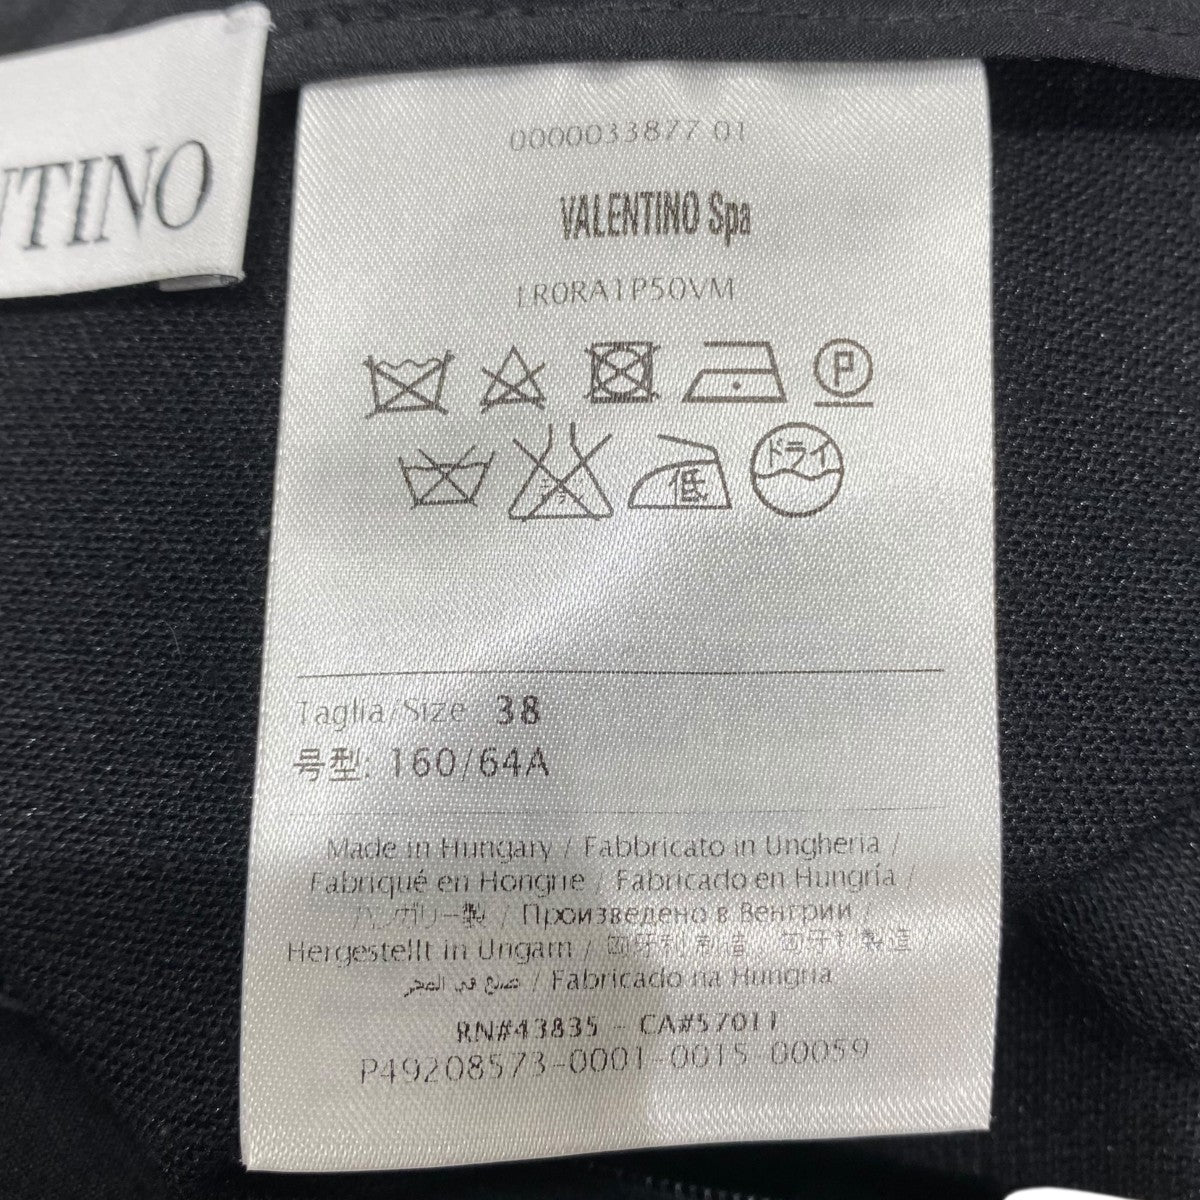 NTINO
0000033877 01
VALENTINO Spa
LR0RA1P50VM
P
低 ドライ
Taglia/Size 38
号型: 160/64A
Made in Hungary / Fabbricato in Ungheria /
Fabriqué en Hongrie / Fabricado en Hungría /
ハンガリー製 / Произведено в Венгрии /
Hergestellt in Ungarn / 匈牙利制造 / 匈牙利製造 /
صنع في المجر / Fabricado na Hungria
RN#43835 - CA#57011
P49208573-0001-0015-00059